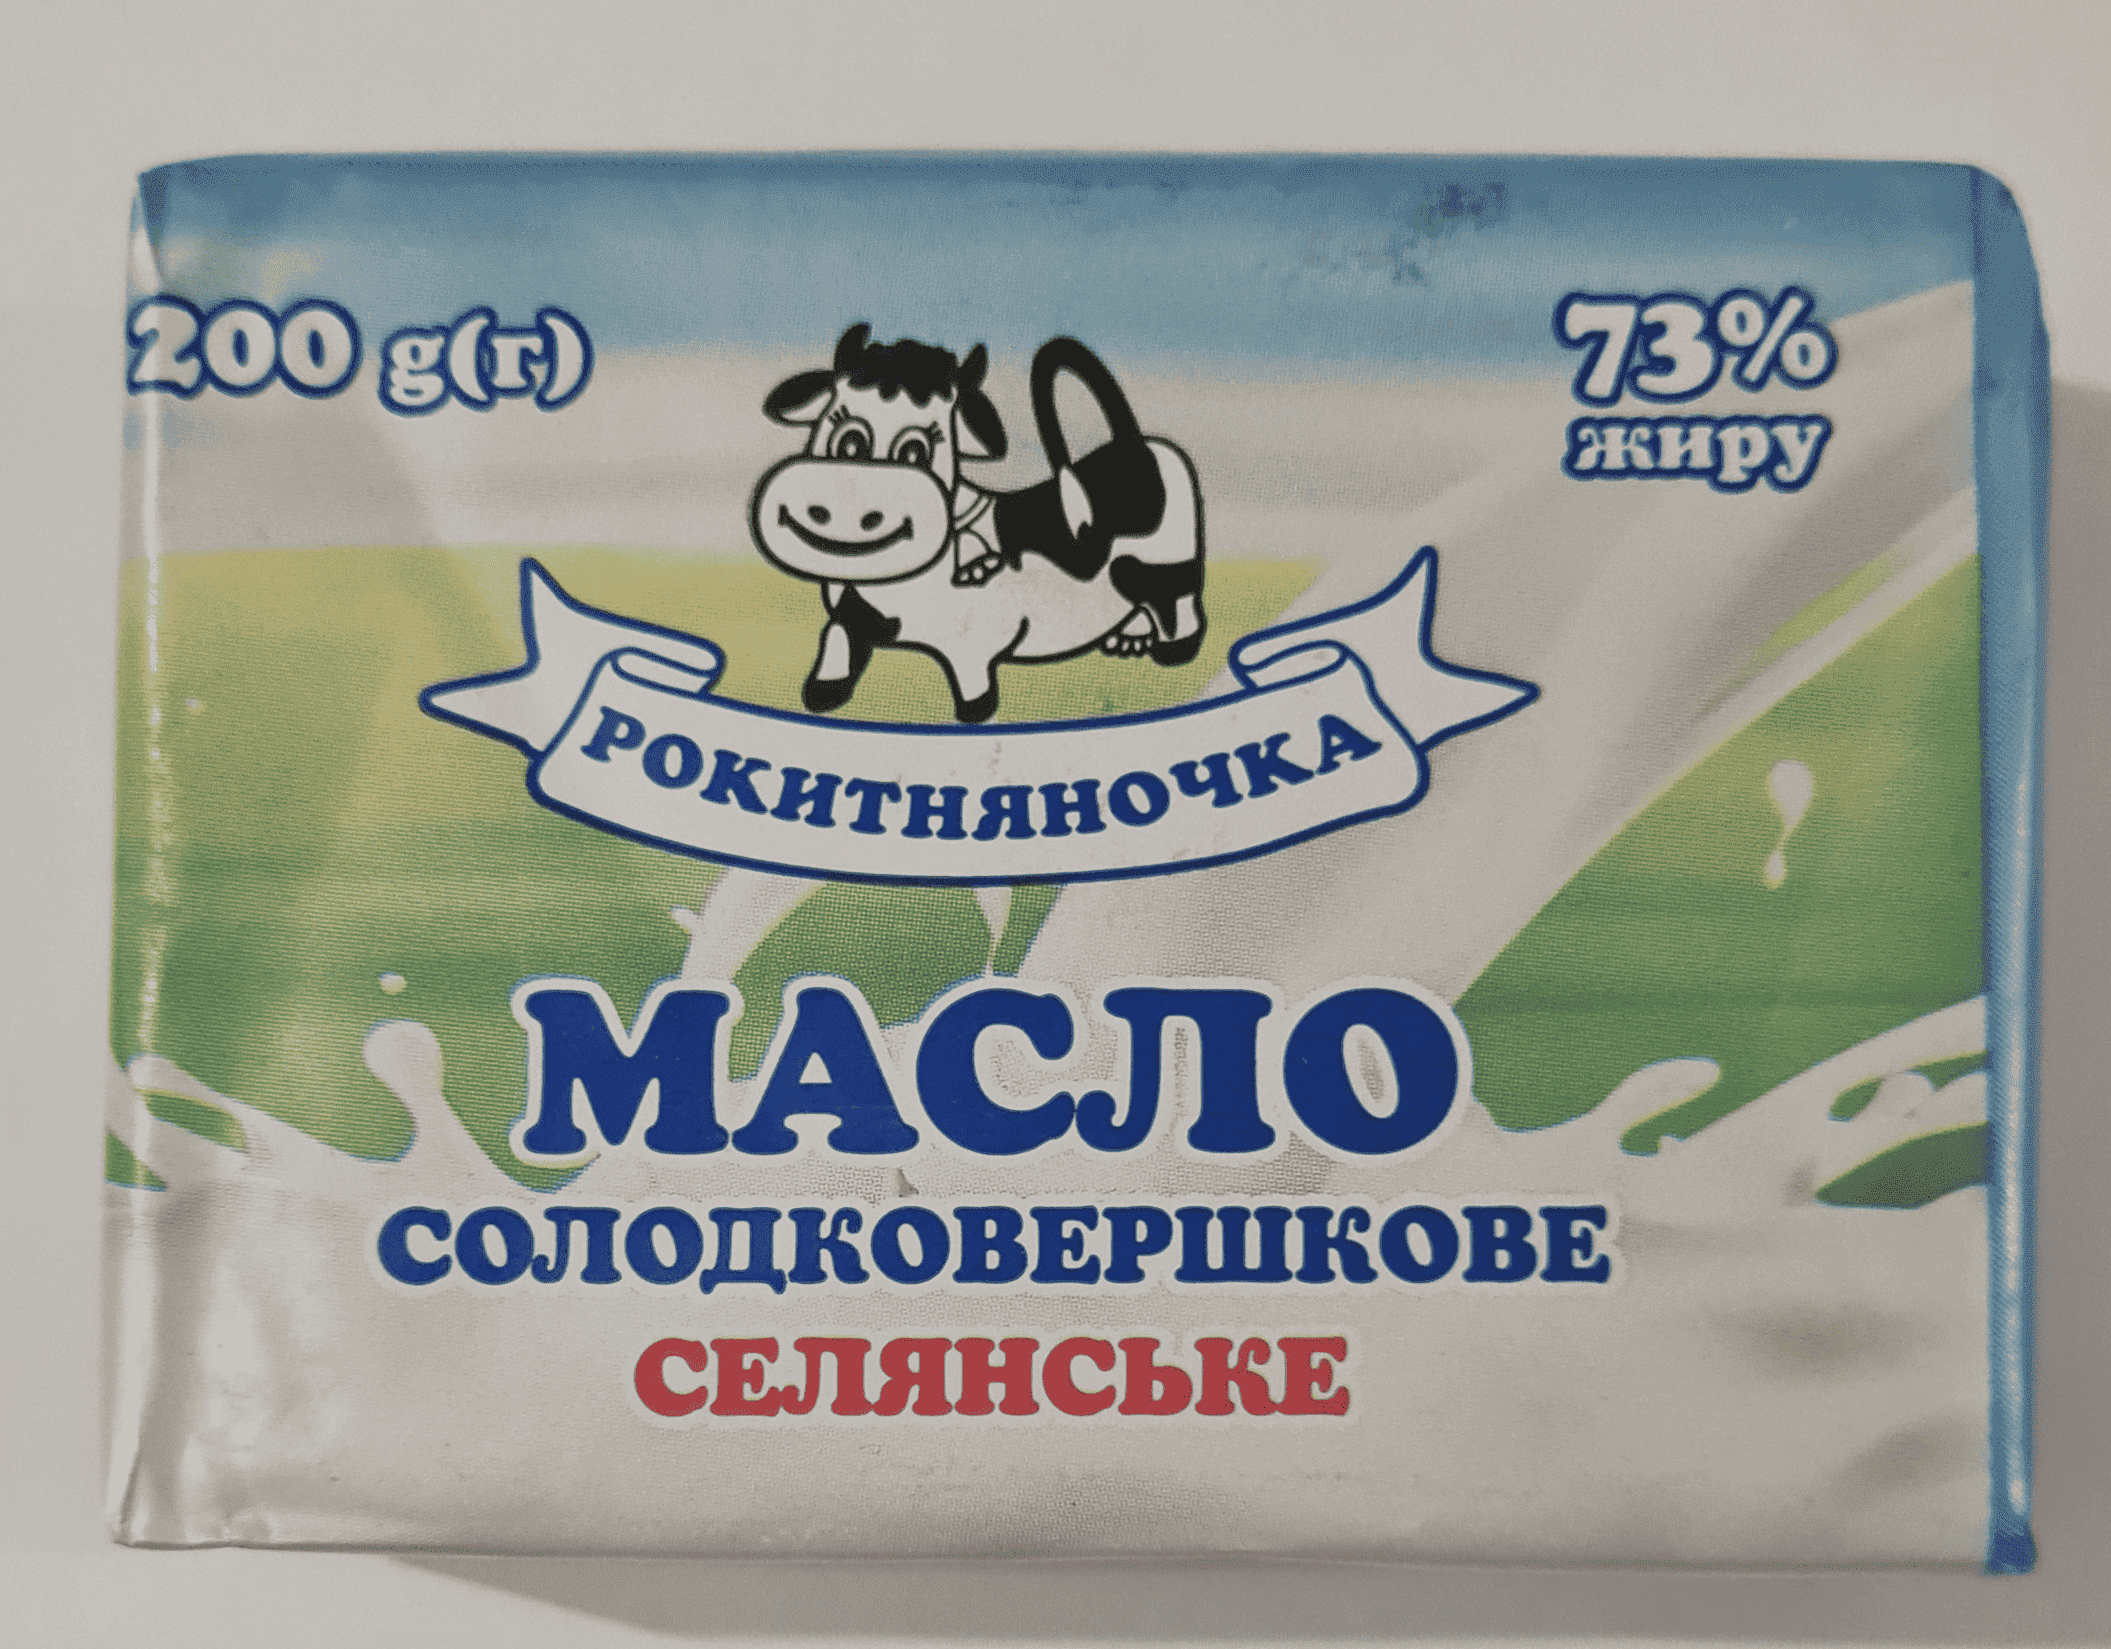 200 g(г)
73%
жиру
РОКИТНЯНОЧКА
МАСЛО
СОЛОДКОВЕРШКОВЕ
СЕЛЯНСЬКЕ